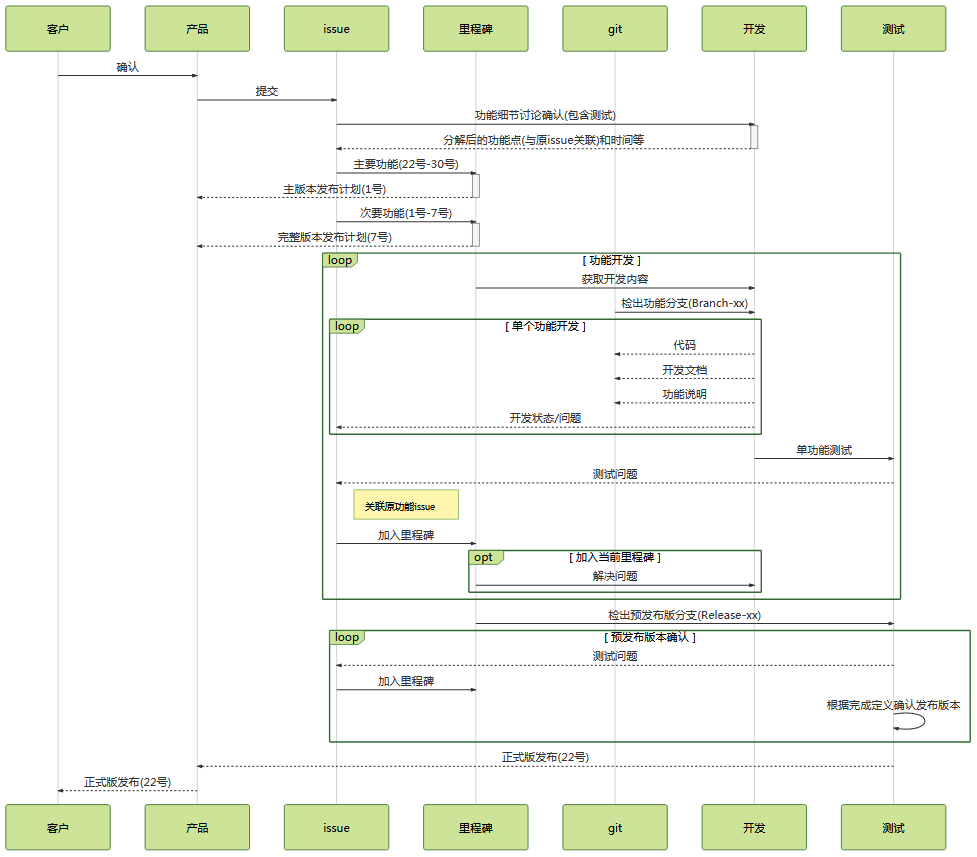 客户
产品
issue
里程碑
git
开发
测试
确认
提交
功能细节讨论确认(包含测试)
分解后的功能点(与原issue关联)和时间等
主要功能(22号-30号)
主版本发布计划(1号)
次要功能(1号-7号)
完整版本发布计划(7号)
loop
[ 功能开发 ]
获取开发内容
检出功能分支(Branch-xx)
loop
[ 单个功能开发 ]
代码
开发文档
功能说明
开发状态/问题
单功能测试
测试问题
关联原功能issue
加入里程碑
opt
[ 加入当前里程碑 ]
解决问题
检出预发布版分支(Release-xx)
loop
[ 预发布版本确认 ]
测试问题
加入里程碑
根据完成定义确认发布版本
正式版发布(22号)
正式版发布(22号)
客户
产品
issue
里程碑
git
开发
测试